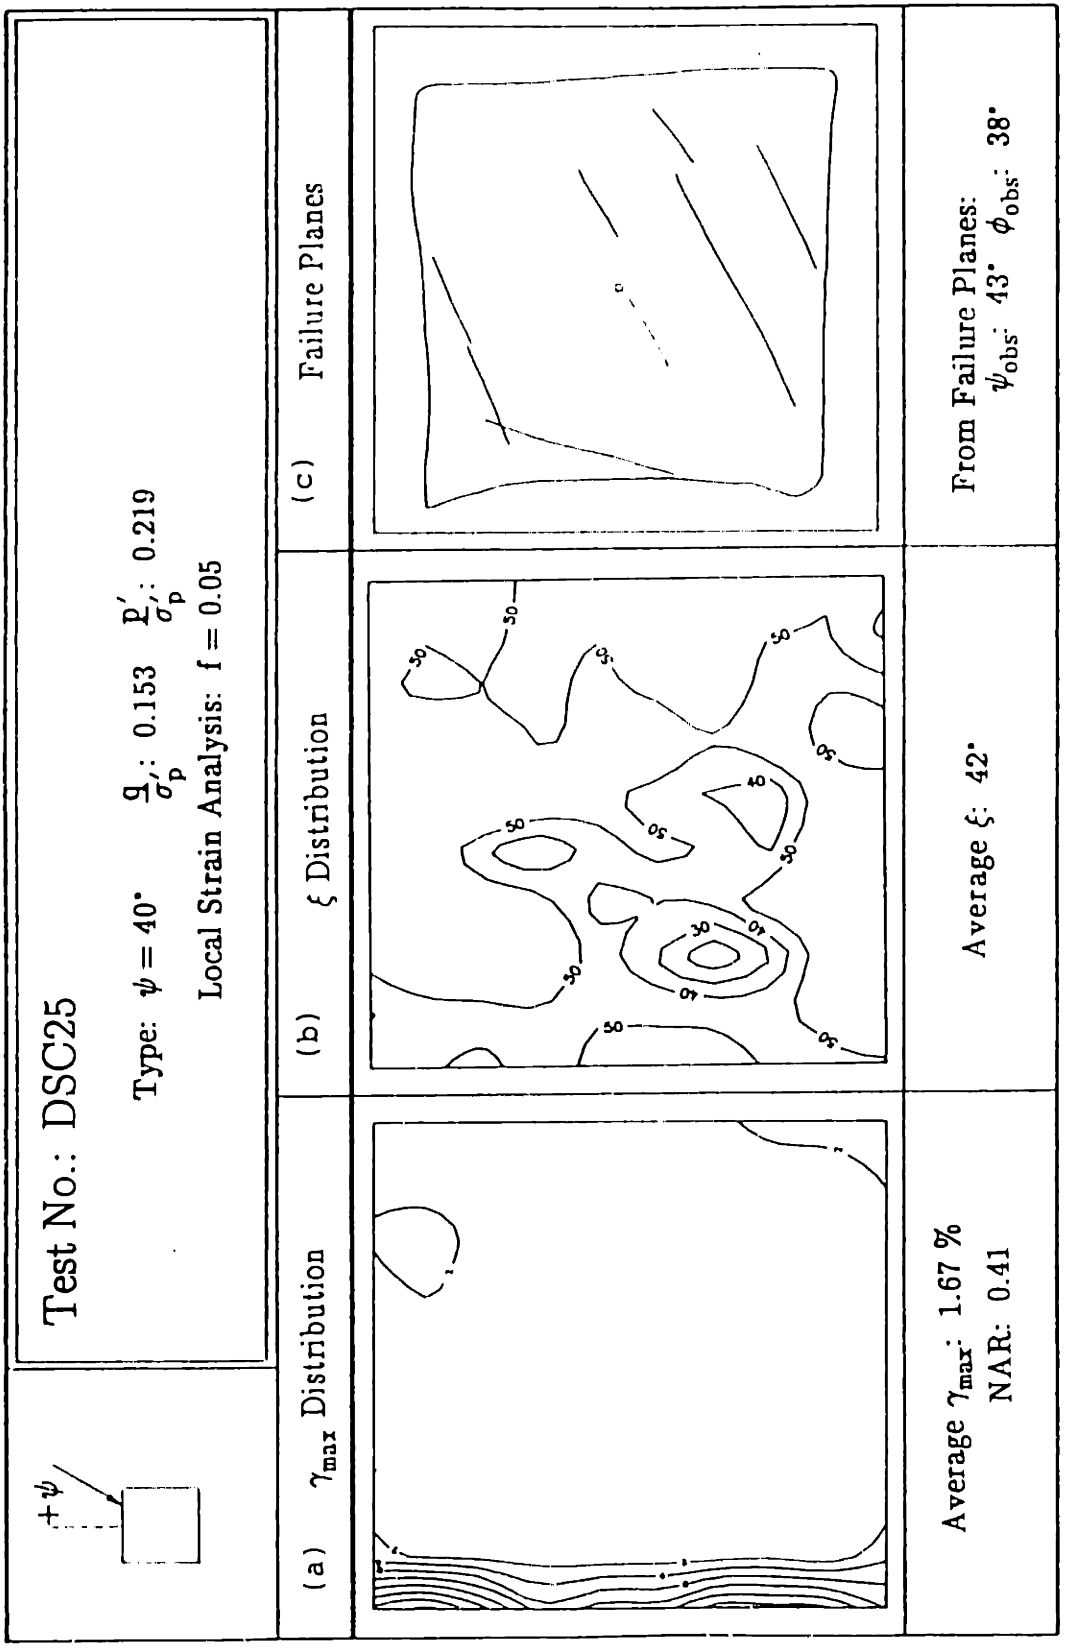 +ψ
Test No.: DSC25
Type: ψ = 40° q/σ′p: 0.153 p′/σ′p: 0.219
Local Strain Analysis: f = 0.05
(a) γmax Distribution
(b) ξ Distribution
(c) Failure Planes
50
50
50
50
50
50
50
40
50
50
30
40
40
50
50
Average γmax: 1.67 %
NAR: 0.41
Average ξ: 42°
From Failure Planes:
ψobs: 43° φobs: 38°